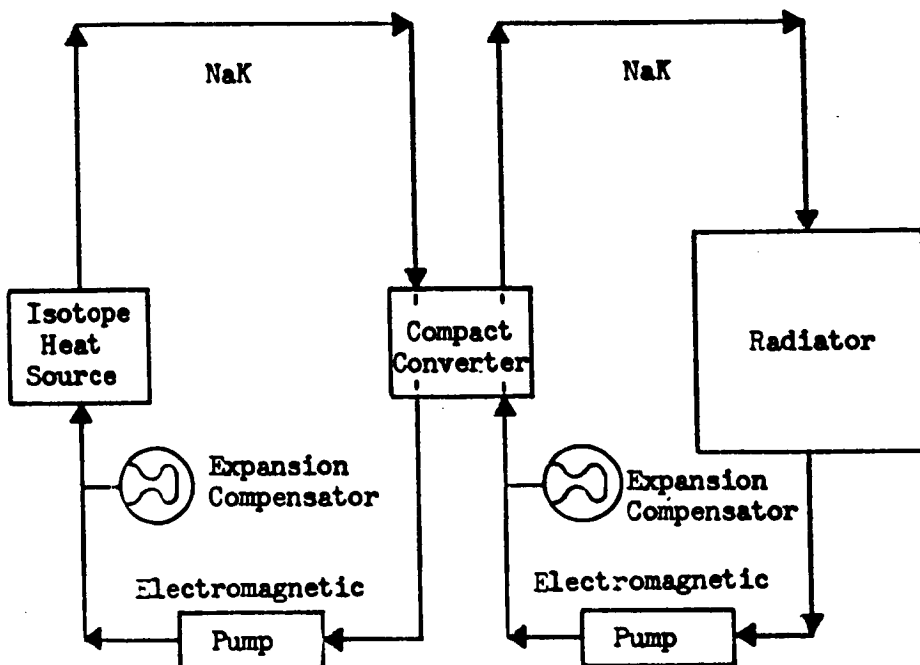 NaK
NaK
Isotope
Heat
Source
Compact
Converter
Radiator
Expansion
Compensator
Expansion
Compensator
Electromagnetic
Pump
Electromagnetic
Pump